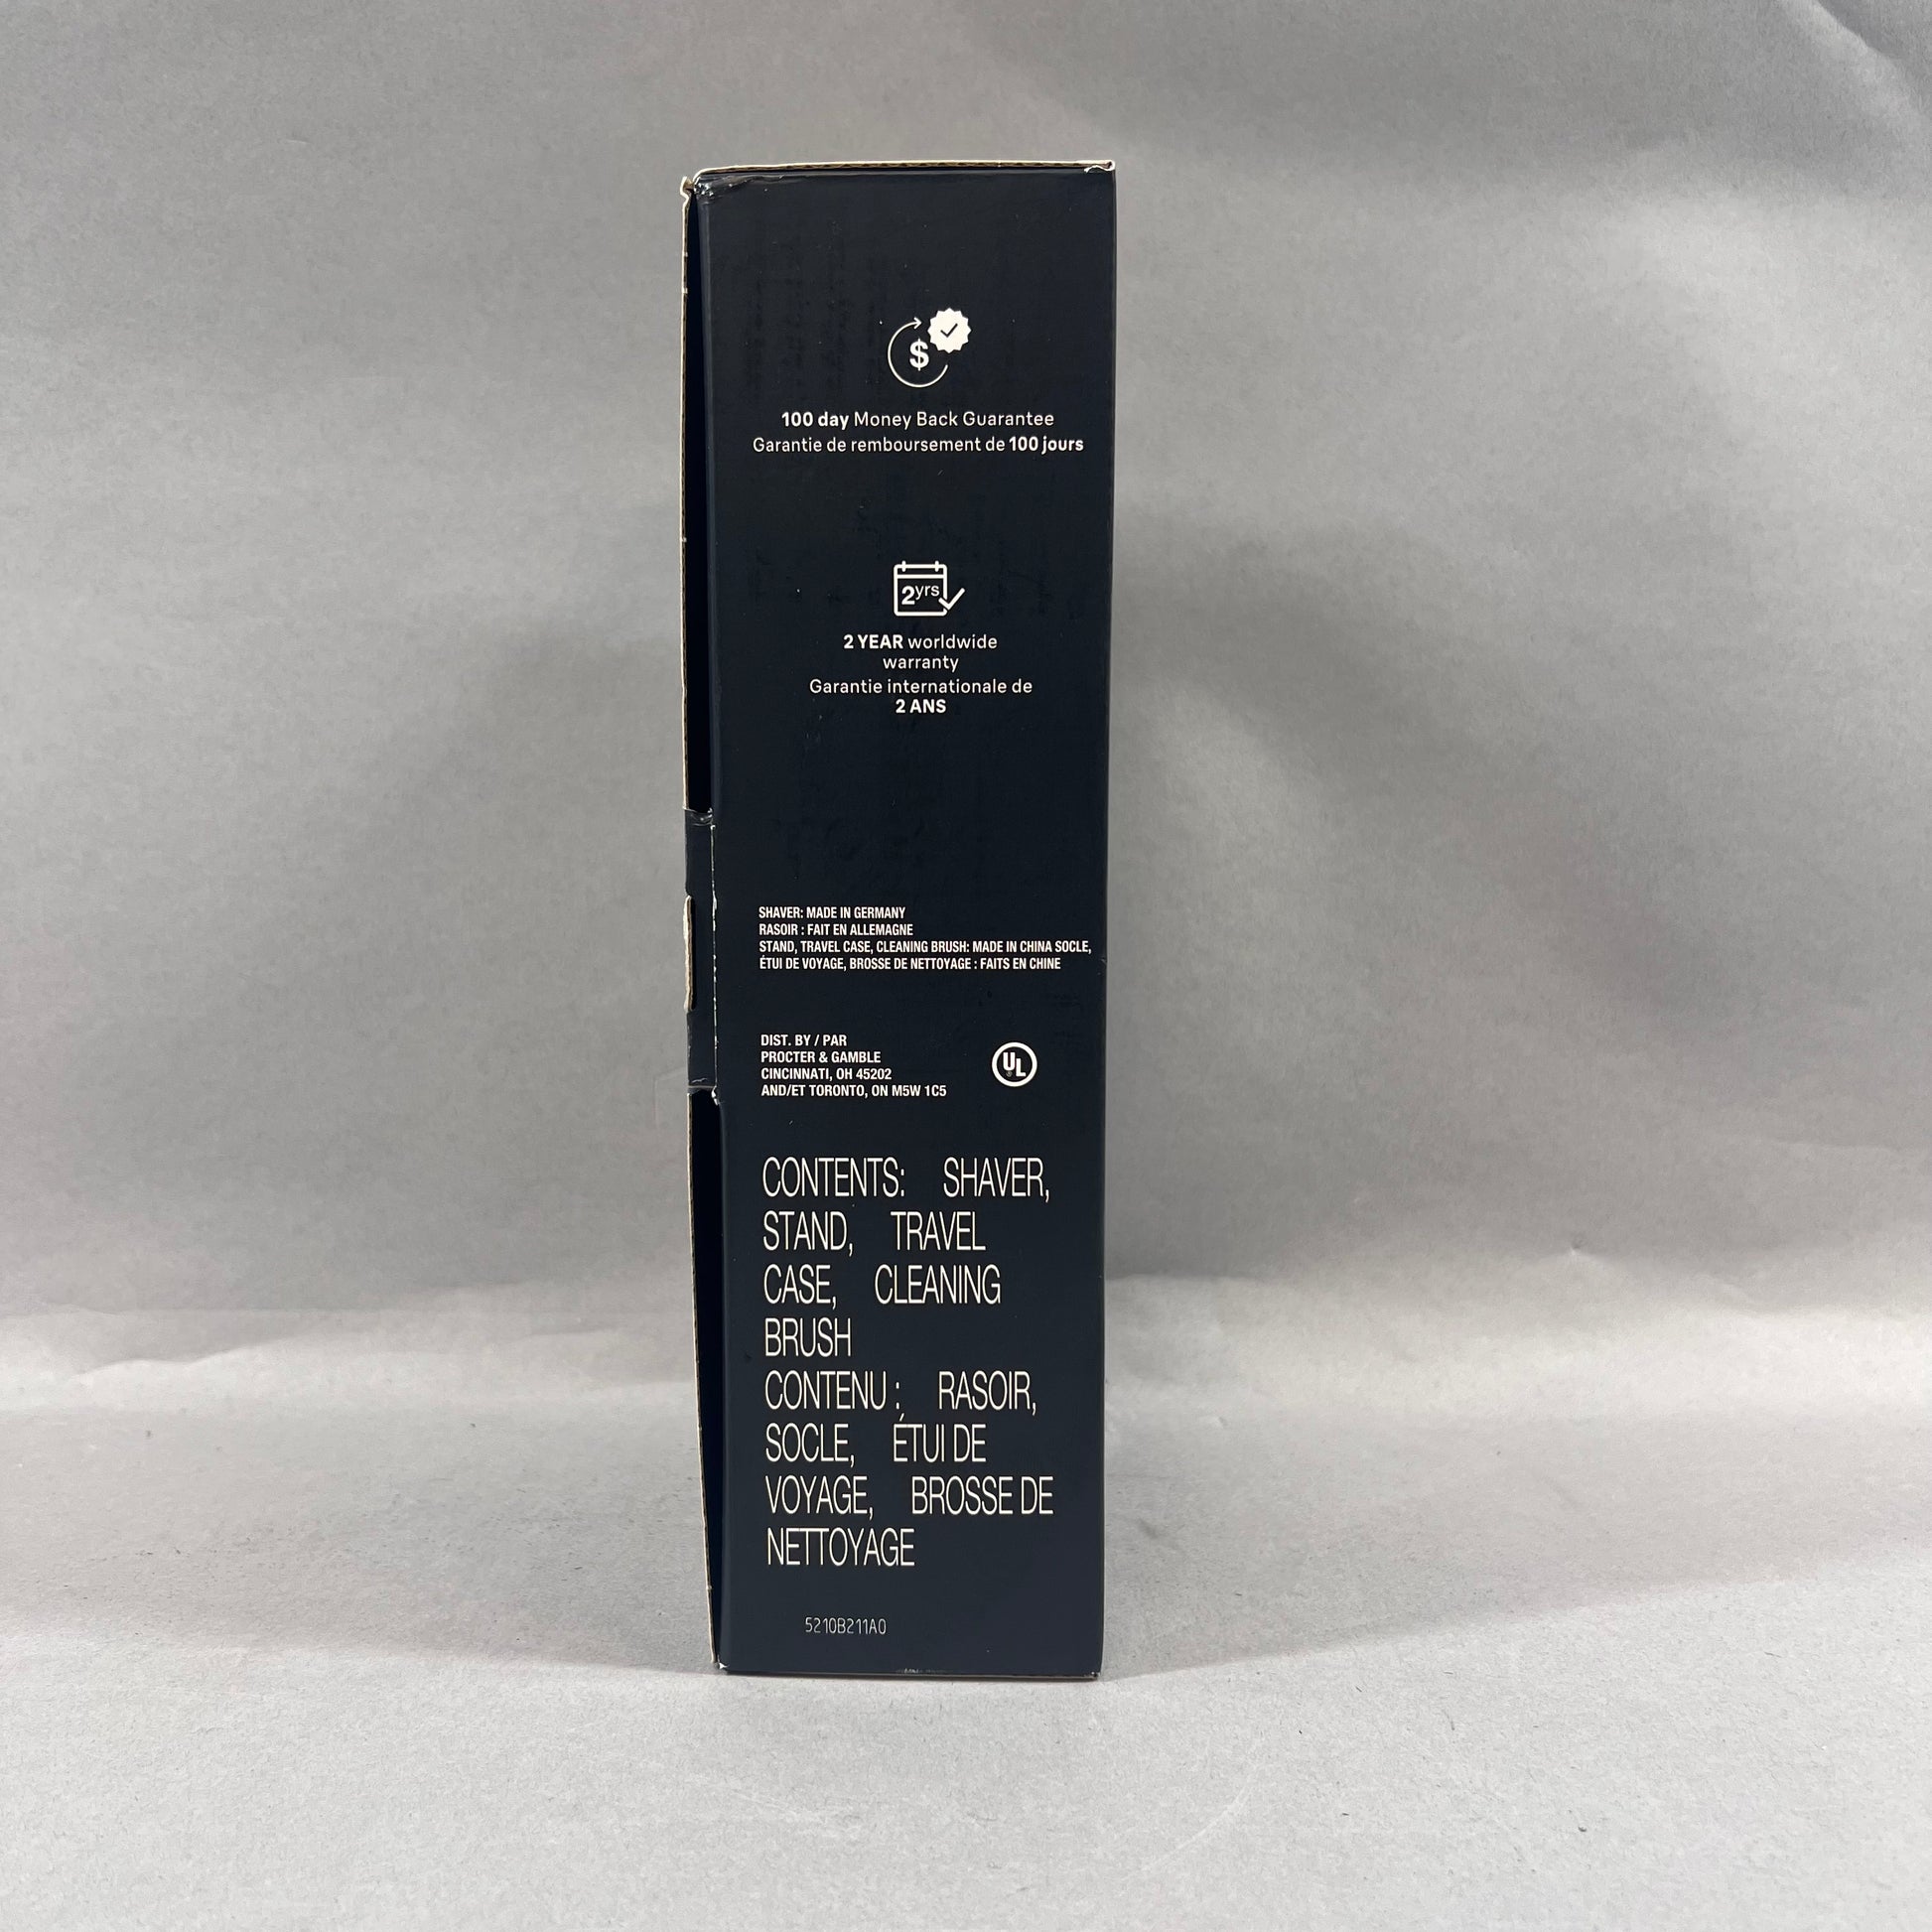 $
100 day Money Back Guarantee
Garantie de remboursement de 100 jours
2yrs
2 YEAR worldwide
warranty
Garantie internationale de
2 ANS
SHAVER: MADE IN GERMANY
RASOIR : FAIT EN ALLEMAGNE
STAND, TRAVEL CASE, CLEANING BRUSH: MADE IN CHINA SOCLE,
ÉTUI DE VOYAGE, BROSSE DE NETTOYAGE : FAITS EN CHINE
DIST. BY / PAR
PROCTER & GAMBLE
CINCINNATI, OH 45202
AND/ET TORONTO, ON M5W 1C5
UL
CONTENTS: SHAVER,
STAND, TRAVEL
CASE, CLEANING
BRUSH
CONTENU : RASOIR,
SOCLE, ÉTUI DE
VOYAGE, BROSSE DE
NETTOYAGE
5210B211A0